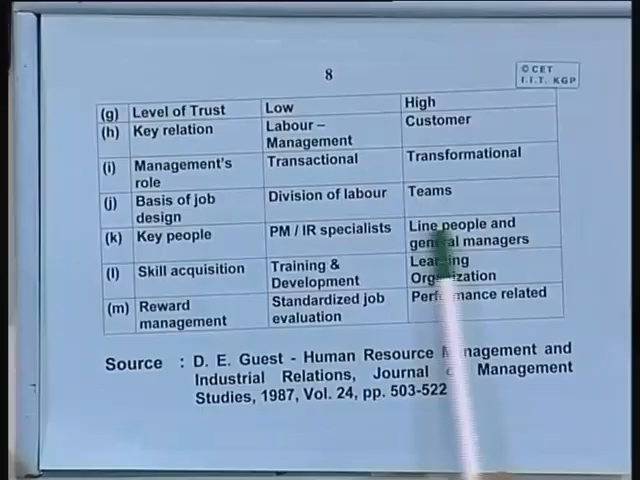 8
© CET
I.I.T. KGP
(g) Level of Trust Low High
(h) Key relation Labour – Management Customer
(i) Management's role Transactional Transformational
(j) Basis of job design Division of labour Teams
(k) Key people PM / IR specialists Line people and general managers
(l) Skill acquisition Training & Development Learning Organization
(m) Reward management Standardized job evaluation Performance related
Source : D. E. Guest - Human Resource Management and
Industrial Relations, Journal of Management
Studies, 1987, Vol. 24, pp. 503-522